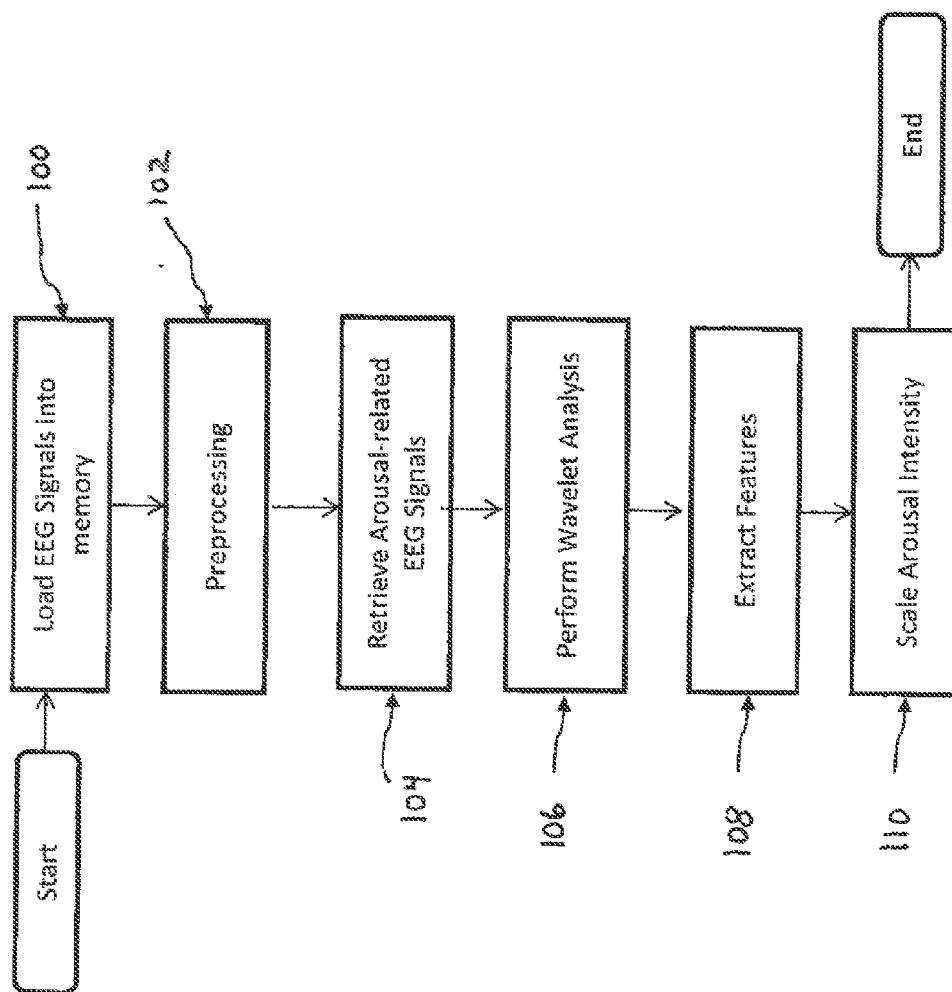 Start
Load EEG Signals into
memory
100
Preprocessing
102
Retrieve Arousal-related
EEG Signals
104
Perform Wavelet Analysis
106
Extract Features
108
Scale Arousal Intensity
110
End